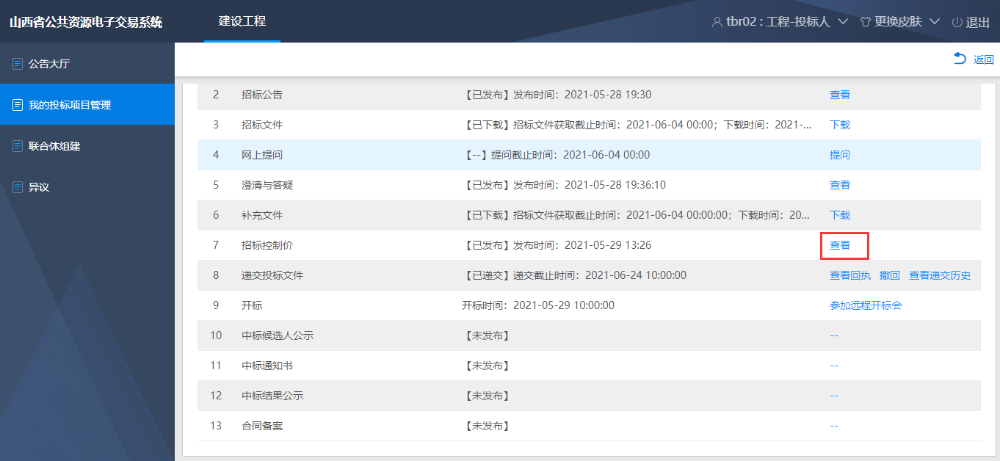 山西省公共资源电子交易系统 建设工程 tbr02 : 工程-投标人 更换皮肤 退出
公告大厅
我的投标项目管理
联合体组建
异议
返回
2 招标公告 【已发布】发布时间：2021-05-28 19:30 查看
3 招标文件 【已下载】招标文件获取截止时间：2021-06-04 00:00；下载时间：2021-... 下载
4 网上提问 【--】提问截止时间：2021-06-04 00:00 提问
5 澄清与答疑 【已发布】发布时间：2021-05-28 19:36:10 查看
6 补充文件 【已下载】招标文件获取截止时间：2021-06-04 00:00:00；下载时间：20... 下载
7 招标控制价 【已发布】发布时间：2021-05-29 13:26 查看
8 递交投标文件 【已递交】递交截止时间：2021-06-24 10:00:00 查看回执 撤回 查看递交历史
9 开标 开标时间：2021-05-29 10:00:00 参加远程开标会
10 中标候选人公示 【未发布】 --
11 中标通知书 【未发布】 --
12 中标结果公示 【未发布】 --
13 合同备案 【未发布】 --